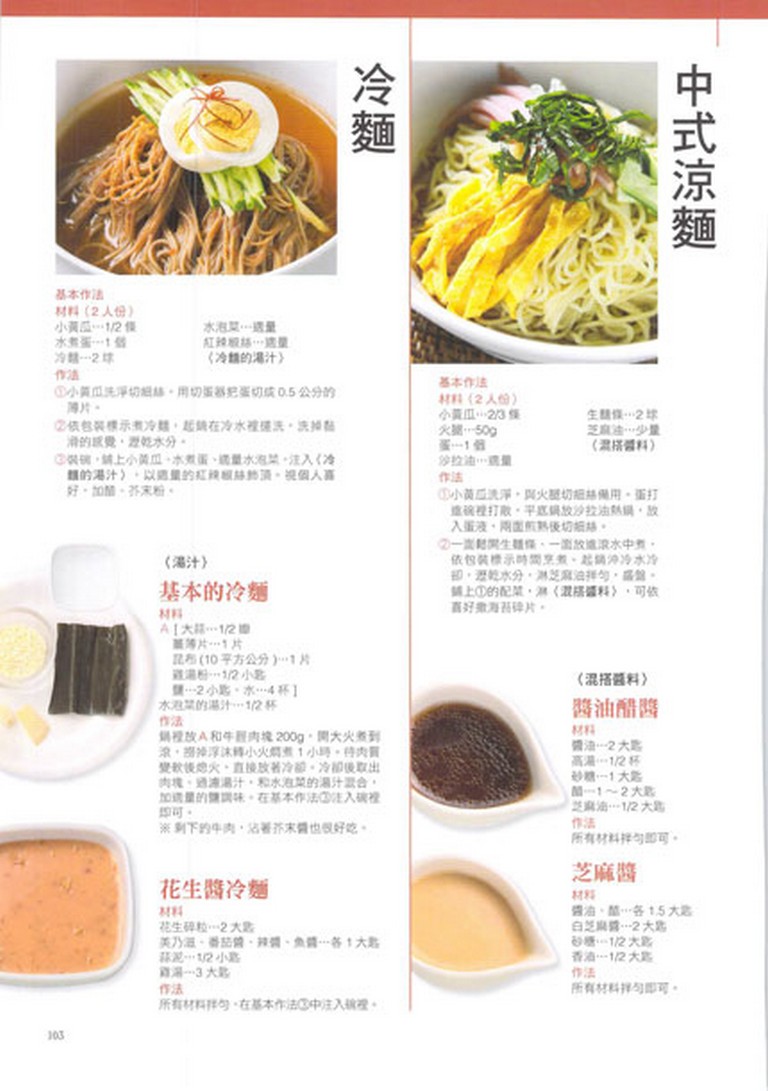 中式涼麵
基本作法
材料（2 人份）
小黃瓜…2/3 條
火腿…50g
蛋…1 個
沙拉油…適量
生麵條…2 球
芝麻油…少量
〈混搭醬料〉
作法
①小黃瓜洗淨，與火腿切細絲備用。蛋打
進碗裡打散，平底鍋放沙拉油熱鍋，放
入蛋液，兩面煎熟後切細絲。
②一面鬆開生麵條、一面放進滾水中煮，
依包裝標示時間烹煮。起鍋沖冷水冷
卻，瀝乾水分，淋芝麻油拌勻，盛盤。
鋪上①的配菜，淋〈混搭醬料〉，可依
喜好撒海苔碎片。
〈混搭醬料〉
醬油醋醬
材料
醬油…2 大匙
高湯…1/2 杯
砂糖…1 大匙
醋…1 ～ 2 大匙
芝麻油…1/2 大匙
作法
所有材料拌勻即可。
芝麻醬
材料
醬油、醋…各 1.5 大匙
白芝麻醬…2 大匙
砂糖…1/2 大匙
香油…1/2 大匙
作法
所有材料拌勻即可。
冷麵
基本作法
材料（2 人份）
小黃瓜…1/2 條
水煮蛋…1 個
冷麵…2 球
水泡菜…適量
紅辣椒絲…適量
〈冷麵的湯汁〉
作法
①小黃瓜洗淨切細絲。用切蛋器把蛋切成 0.5 公分的
薄片。
②依包裝標示煮冷麵，起鍋在冷水裡搓洗，洗掉黏
滑的感覺，瀝乾水分。
③裝碗，鋪上小黃瓜、水煮蛋、適量水泡菜，注入〈冷
麵的湯汁〉，以適量的紅辣椒絲飾頂。視個人喜
好，加醋、芥末粉。
〈湯汁〉
基本的冷麵
材料
A [ 大蒜…1/2 瓣
薑薄片…1 片
昆布 (10 平方公分 )…1 片
雞湯粉…1/2 小匙
鹽…2 小匙、水…4 杯 ]
水泡菜的湯汁…1/2 杯
作法
鍋裡放 A 和牛腱肉塊 200g，開大火煮到
滾，撈掉浮沫轉小火燜煮 1 小時。待肉質
變軟後熄火，直接放著冷卻。冷卻後取出
肉塊，過濾湯汁，和水泡菜的湯汁混合，
加適量的鹽調味。在基本作法③注入碗裡
即可。
※ 剩下的牛肉，沾著芥末醬也很好吃。
花生醬冷麵
材料
花生碎粒…2 大匙
美乃滋、番茄醬、辣醬、魚醬…各 1 大匙
蒜泥…1/2 小匙
雞湯…3 大匙
作法
所有材料拌勻，在基本作法③中注入碗裡。
103